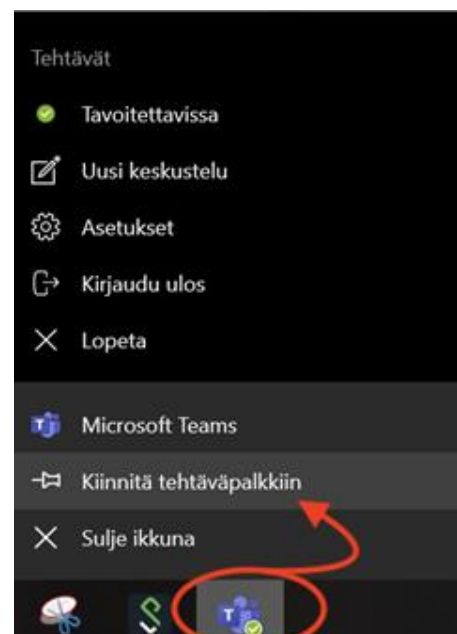 Tehtävät
Tavoitettavissa
Uusi keskustelu
Asetukset
Kirjaudu ulos
Lopeta
Microsoft Teams
Kiinnitä tehtäväpalkkiin
Sulje ikkuna